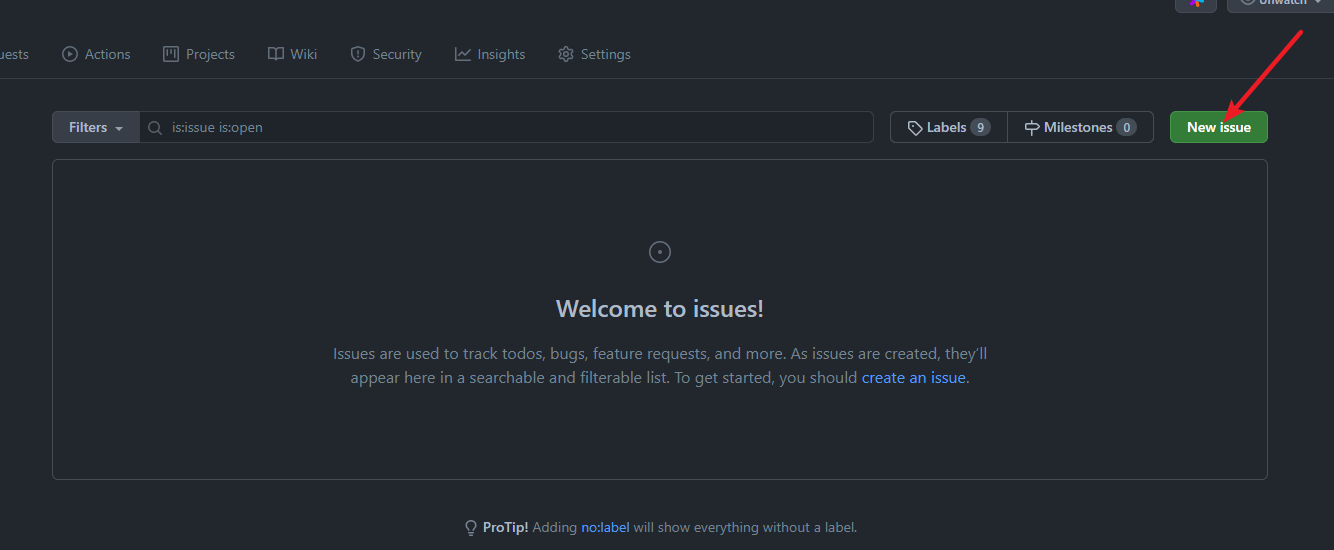 Unwatch
uests Actions Projects Wiki Security Insights Settings
Filters is:issue is:open Labels 9 Milestones 0 New issue
Welcome to issues!
Issues are used to track todos, bugs, feature requests, and more. As issues are created, they’ll
appear here in a searchable and filterable list. To get started, you should create an issue.
ProTip! Adding no:label will show everything without a label.